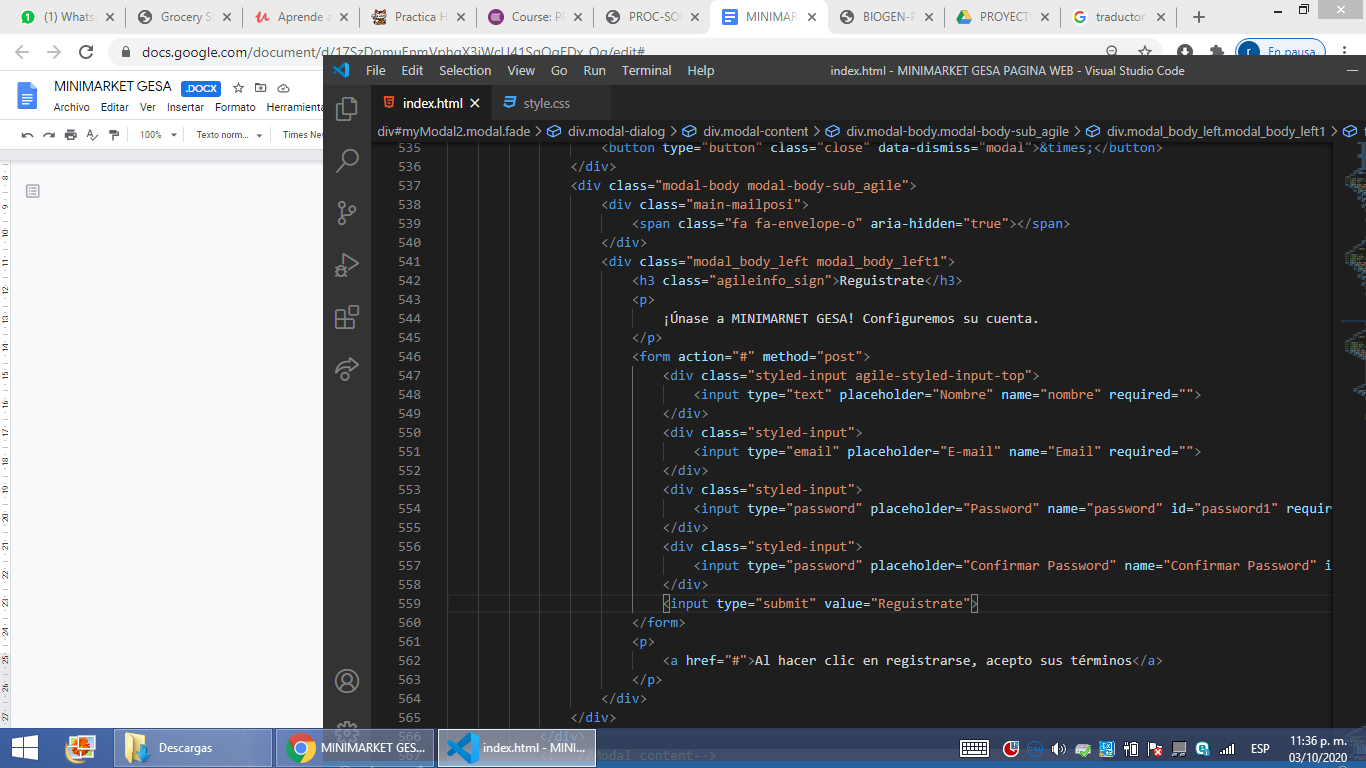 (1) Whats
Grocery S
Aprende a
Practica H
Course: P
PROC-SO
MINIMAR
BIOGEN-P
PROYECT
traductor
docs.google.com/document/d/
En pausa
MINIMARKET GESA .DOCX
Archivo Editar Ver Insertar Formato Herramienta
100% Texto norm... Times New
File Edit Selection View Go Run Terminal Help index.html - MINIMARKET GESA PAGINA WEB - Visual Studio Code
index.html style.css
div#myModal2.modal.fade > div.modal-dialog > div.modal-content > div.modal-body.modal-body-sub_agile > div.modal_body_left.modal_body_left1 >
535 <button type="button" class="close" data-dismiss="modal">&times;</button>
536 </div>
537 <div class="modal-body modal-body-sub_agile">
538 <div class="main-mailposi">
539 <span class="fa fa-envelope-o" aria-hidden="true"></span>
540 </div>
541 <div class="modal_body_left modal_body_left1">
542 <h3 class="agileinfo_sign">Reguistrate</h3>
543 <p>
544 ¡Únase a MINIMARNET GESA! Configuremos su cuenta.
545 </p>
546 <form action="#" method="post">
547 <div class="styled-input agile-styled-input-top">
548 <input type="text" placeholder="Nombre" name="nombre" required="">
549 </div>
550 <div class="styled-input">
551 <input type="email" placeholder="E-mail" name="Email" required="">
552 </div>
553 <div class="styled-input">
554 <input type="password" placeholder="Password" name="password" id="password1" requir
555 </div>
556 <div class="styled-input">
557 <input type="password" placeholder="Confirmar Password" name="Confirmar Password" i
558 </div>
559 <input type="submit" value="Reguistrate">
560 </form>
561 <p>
562 <a href="#">Al hacer clic en registrarse, acepto sus términos</a>
563 </p>
564 </div>
565 </div>
566 </div>
567 Modal content-->
Descargas
MINIMARKET GES...
index.html - MINI...
ESP
11:36 p. m.
03/10/2020